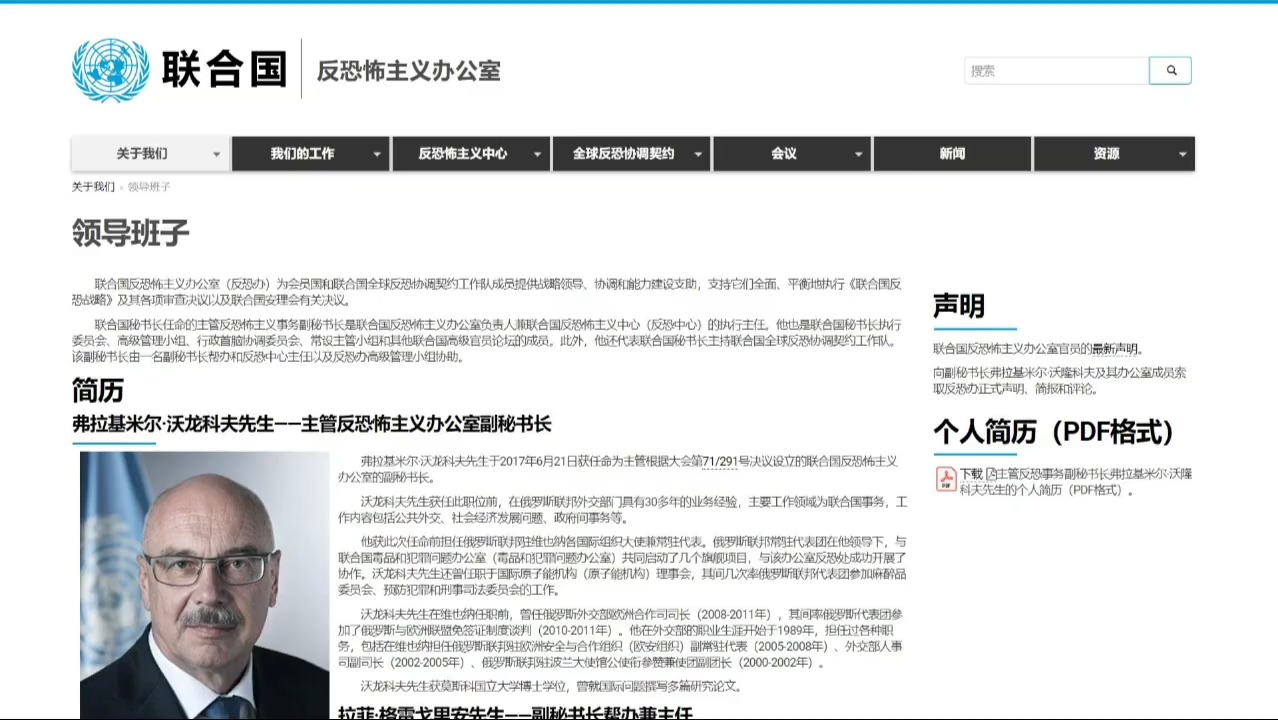 联合国
反恐怖主义办公室
搜索
关于我们
我们的工作
反恐怖主义中心
全球反恐协调契约
会议
新闻
资源
关于我们 » 领导班子
领导班子
联合国反恐怖主义办公室（反恐办）为会员国和联合国全球反恐协调契约工作队成员提供战略领导、协调和能力建设支助，支持它们全面、平衡地执行《联合国反
恐战略》及其各项审查决议以及联合国安理会有关决议。
联合国秘书长任命的主管反恐怖主义事务副秘书长是联合国反恐怖主义办公室负责人兼联合国反恐怖主义中心（反恐中心）的执行主任。他也是联合国秘书长执行
委员会、高级管理小组、行政首脑协调委员会、常设主管小组和其他联合国高级官员论坛的成员。此外，他还代表联合国秘书长主持联合国全球反恐协调契约工作队。
该副秘书长由一名副秘书长帮办和反恐中心主任以及反恐办高级管理小组协助。
简历
弗拉基米尔·沃龙科夫先生——主管反恐怖主义办公室副秘书长
弗拉基米尔·沃龙科夫先生于2017年6月21日获任命为主管根据大会第71/291号决议设立的联合国反恐怖主义
办公室的副秘书长。
沃龙科夫先生获任此职位前，在俄罗斯联邦外交部门具有30多年的业务经验，主要工作领域为联合国事务，工
作内容包括公共外交、社会经济发展问题、政府间事务等。
他获此次任命前担任俄罗斯联邦驻维也纳各国际组织大使兼常驻代表。俄罗斯联邦常驻代表团在他领导下，与
联合国毒品和犯罪问题办公室（毒品和犯罪问题办公室）共同启动了几个旗舰项目，与该办公室反恐处成功开展了
协作。沃龙科夫先生还曾任职于国际原子能机构（原子能机构）理事会，其间几次率俄罗斯联邦代表团参加麻醉品
委员会、预防犯罪和刑事司法委员会的工作。
沃龙科夫先生在维也纳任职前，曾任俄罗斯外交部欧洲合作司司长（2008-2011年），其间率俄罗斯代表团参
加了俄罗斯与欧洲联盟免签证制度谈判（2010-2011年）。他在外交部的职业生涯开始于1989年，担任过各种职
务，包括在维也纳担任俄罗斯联邦驻欧洲安全与合作组织（欧安组织）副常驻代表（2005-2008年）、外交部人事
司副司长（2002-2005年）、俄罗斯联邦驻波兰大使馆公使衔参赞兼使团副团长（2000-2002年）。
沃龙科夫先生获莫斯科国立大学博士学位，曾就国际问题撰写多篇研究论文。
拉菲·格雷戈里安先生——副秘书长帮办兼主任
声明
联合国反恐怖主义办公室官员的最新声明。
向副秘书长弗拉基米尔·沃隆科夫及其办公室成员索
取反恐办正式声明、简报和评论。
个人简历（PDF格式）
下载 主管反恐事务副秘书长弗拉基米尔·沃隆
科夫先生的个人简历（PDF格式）。